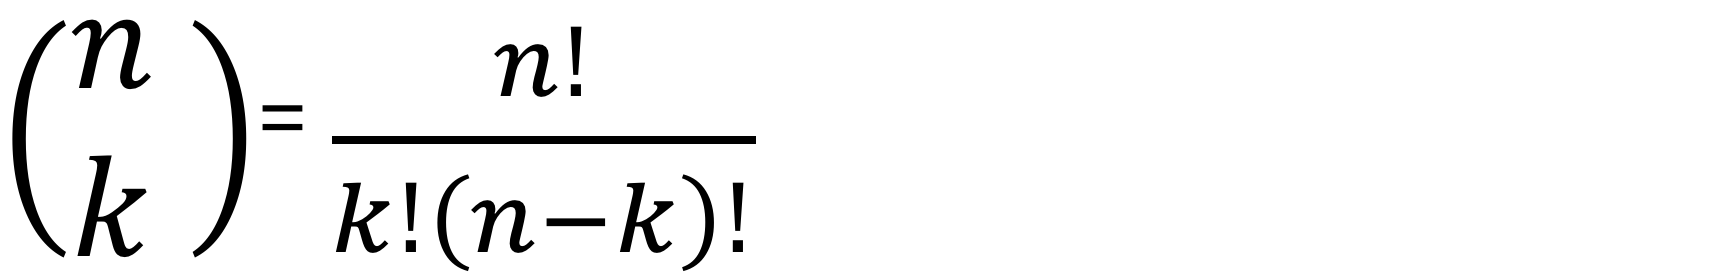 (n k) = n! / k!(n−k)!